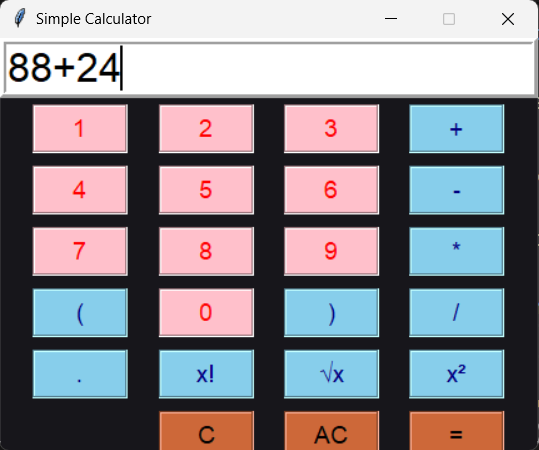 Simple Calculator
88+24
1 2 3 +
4 5 6 -
7 8 9 *
( 0 ) /
. x! √x x²
C AC =